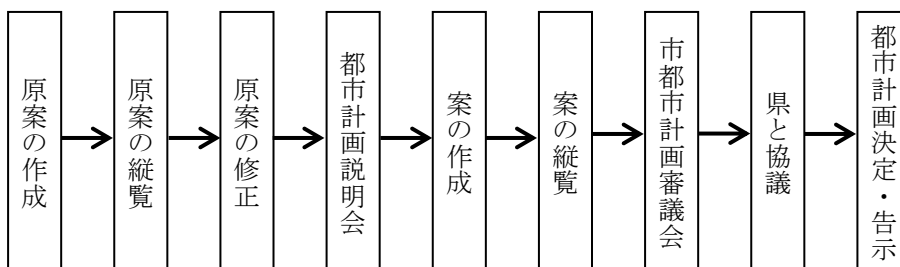 原案の作成
原案の縦覧
原案の修正
都市計画説明会
案の作成
案の縦覧
市都市計画審議会
県と協議
都市計画決定・告示